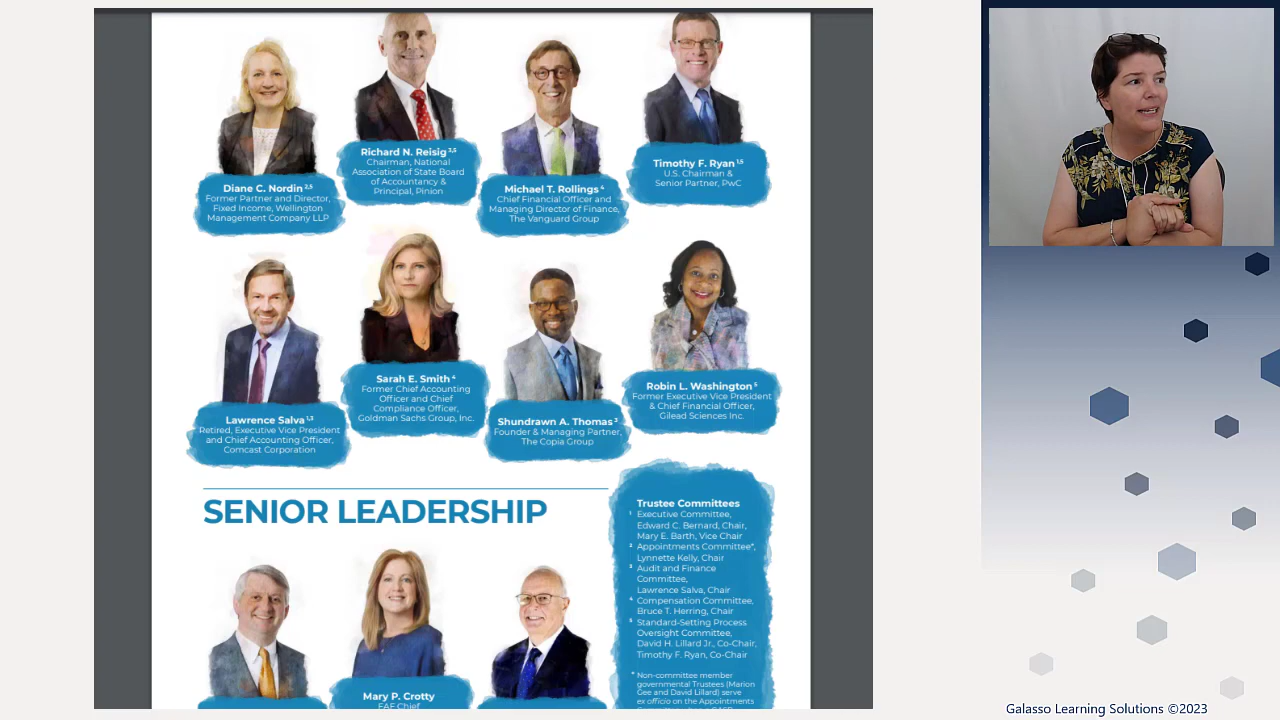 Diane C. Nordin 2,5
Former Partner and Director,
Fixed Income, Wellington
Management Company LLP
Richard N. Reisig 3,5
Chairman, National
Association of State Board
of Accountancy &
Principal, Pinion
Michael T. Rollings 4
Chief Financial Officer and
Managing Director of Finance,
The Vanguard Group
Timothy F. Ryan 1,5
U.S. Chairman &
Senior Partner, PwC
Lawrence Salva 1,3
Retired, Executive Vice President
and Chief Accounting Officer,
Comcast Corporation
Sarah E. Smith 4
Former Chief Accounting
Officer and Chief
Compliance Officer,
Goldman Sachs Group, Inc.
Shundrawn A. Thomas 2
Founder & Managing Partner,
The Copia Group
Robin L. Washington 5
Former Executive Vice President
& Chief Financial Officer,
Gilead Sciences Inc.
SENIOR LEADERSHIP
Mary P. Crotty
FAF Chief
Trustee Committees
1 Executive Committee,
Edward C. Bernard, Chair,
Mary E. Barth, Vice Chair
2 Appointments Committee*,
Lynnette Kelly, Chair
3 Audit and Finance
Committee,
Lawrence Salva, Chair
4 Compensation Committee,
Bruce T. Herring, Chair
5 Standard-Setting Process
Oversight Committee,
David H. Lillard Jr., Co-Chair,
Timothy F. Ryan, Co-Chair
* Non-committee member
governmental Trustees (Marion
Gee and David Lillard) serve
ex officio on the Appointments
Galasso Learning Solutions ©2023